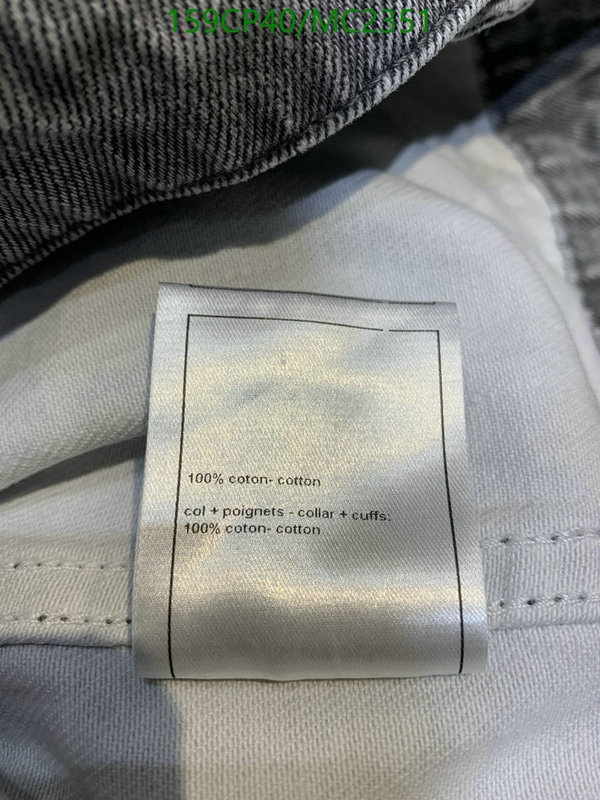 159CP40/MC2351
100% coton- cotton
col + poignets - collar + cuffs:
100% coton- cotton